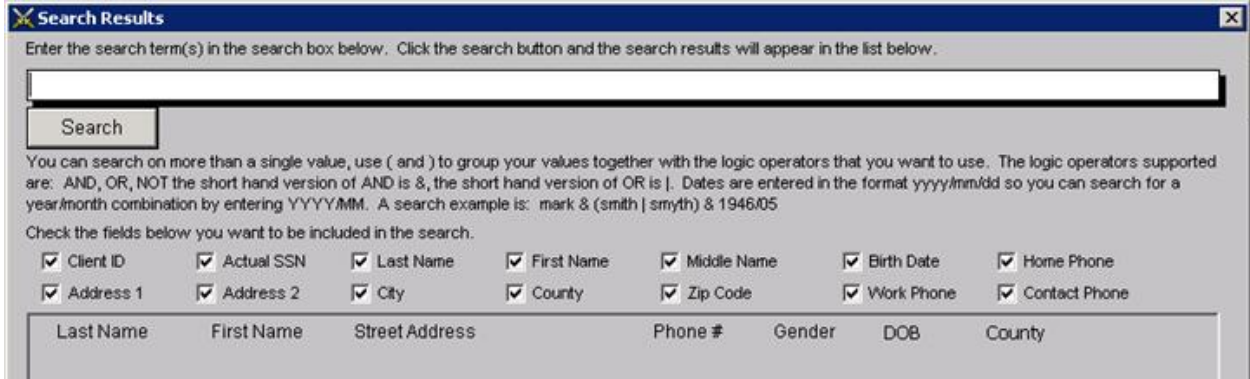 Search Results
Enter the search term(s) in the search box below.  Click the search button and the search results will appear in the list below.
Search
You can search on more than a single value, use ( and ) to group your values together with the logic operators that you want to use.  The logic operators supported
are:  AND, OR, NOT the short hand version of AND is &, the short hand version of OR is |.  Dates are entered in the format yyyy/mm/dd so you can search for a
year/month combination by entering YYYY/MM.  A search example is:  mark & (smith | smyth) & 1946/05
Check the fields below you want to be included in the search.
Client ID Actual SSN Last Name First Name Middle Name Birth Date Home Phone
Address 1 Address 2 City County Zip Code Work Phone Contact Phone
Last Name First Name Street Address Phone # Gender DOB County